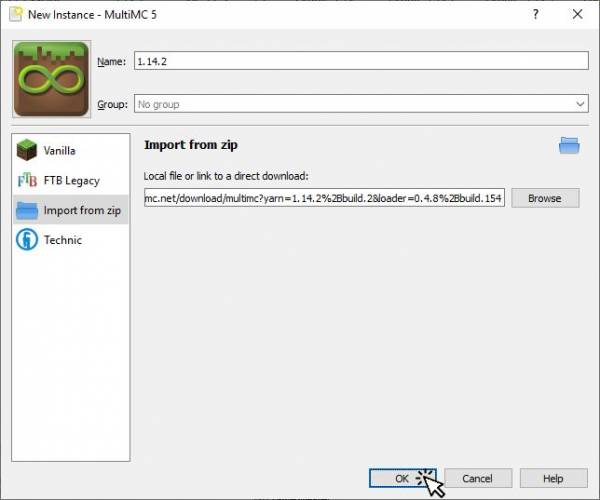 New Instance - MultiMC 5
Name: 1.14.2
Group: No group
Vanilla
FTB Legacy
Import from zip
Technic
Import from zip
Local file or link to a direct download:
mc.net/download/multimc?yarn=1.14.2%2Bbuild.2&loader=0.4.8%2Bbuild.154 Browse
OK Cancel Help